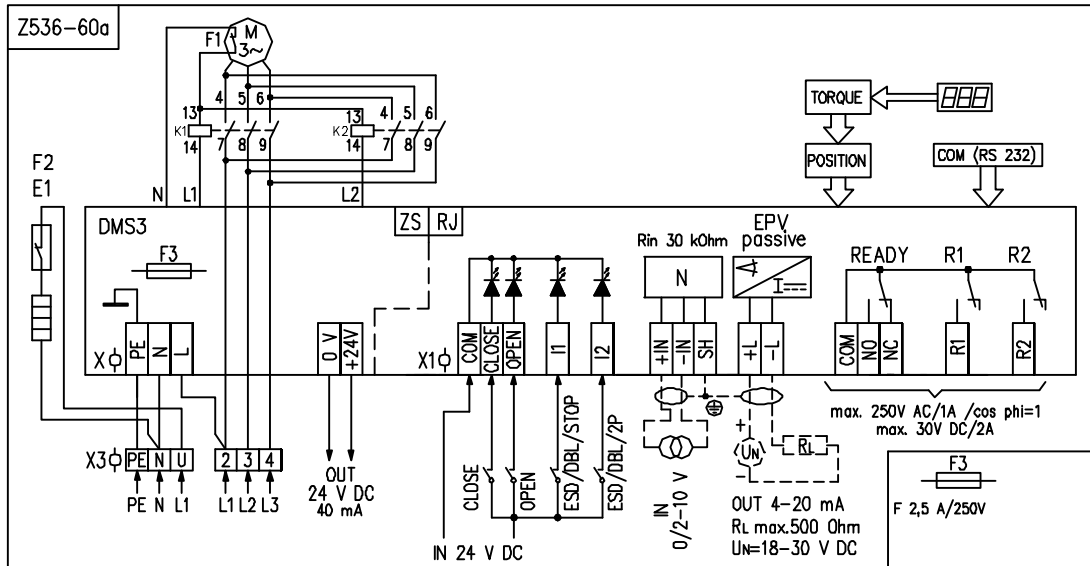 Z536-60a
F1
M
3~
4
5
6
13
K1
14
7
8
9
13
K2
14
4
5
6
7
8
9
TORQUE
POSITION
COM (RS 232)
F2
E1
N
L1
L2
DMS3
F3
ZS
RJ
Rin 30 kOhm
N
EPV
passive
READY
R1
R2
X
PE
N
L
0 V
+24V
X1
COM
CLOSE
OPEN
I1
I2
+IN
-IN
SH
+L
-L
COM
NO
NC
R1
R2
max. 250V AC/1A /cos phi=1
max. 30V DC/2A
X3
PE
N
U
2
3
4
PE N L1
L1 L2 L3
OUT
24 V DC
40 mA
CLOSE
OPEN
ESD/DBL/STOP
ESD/DBL/2P
IN 24 V DC
IN
0/2-10 V
+
UN
-
RL
OUT 4-20 mA
RL max.500 Ohm
UN=18-30 V DC
F3
F 2,5 A/250V